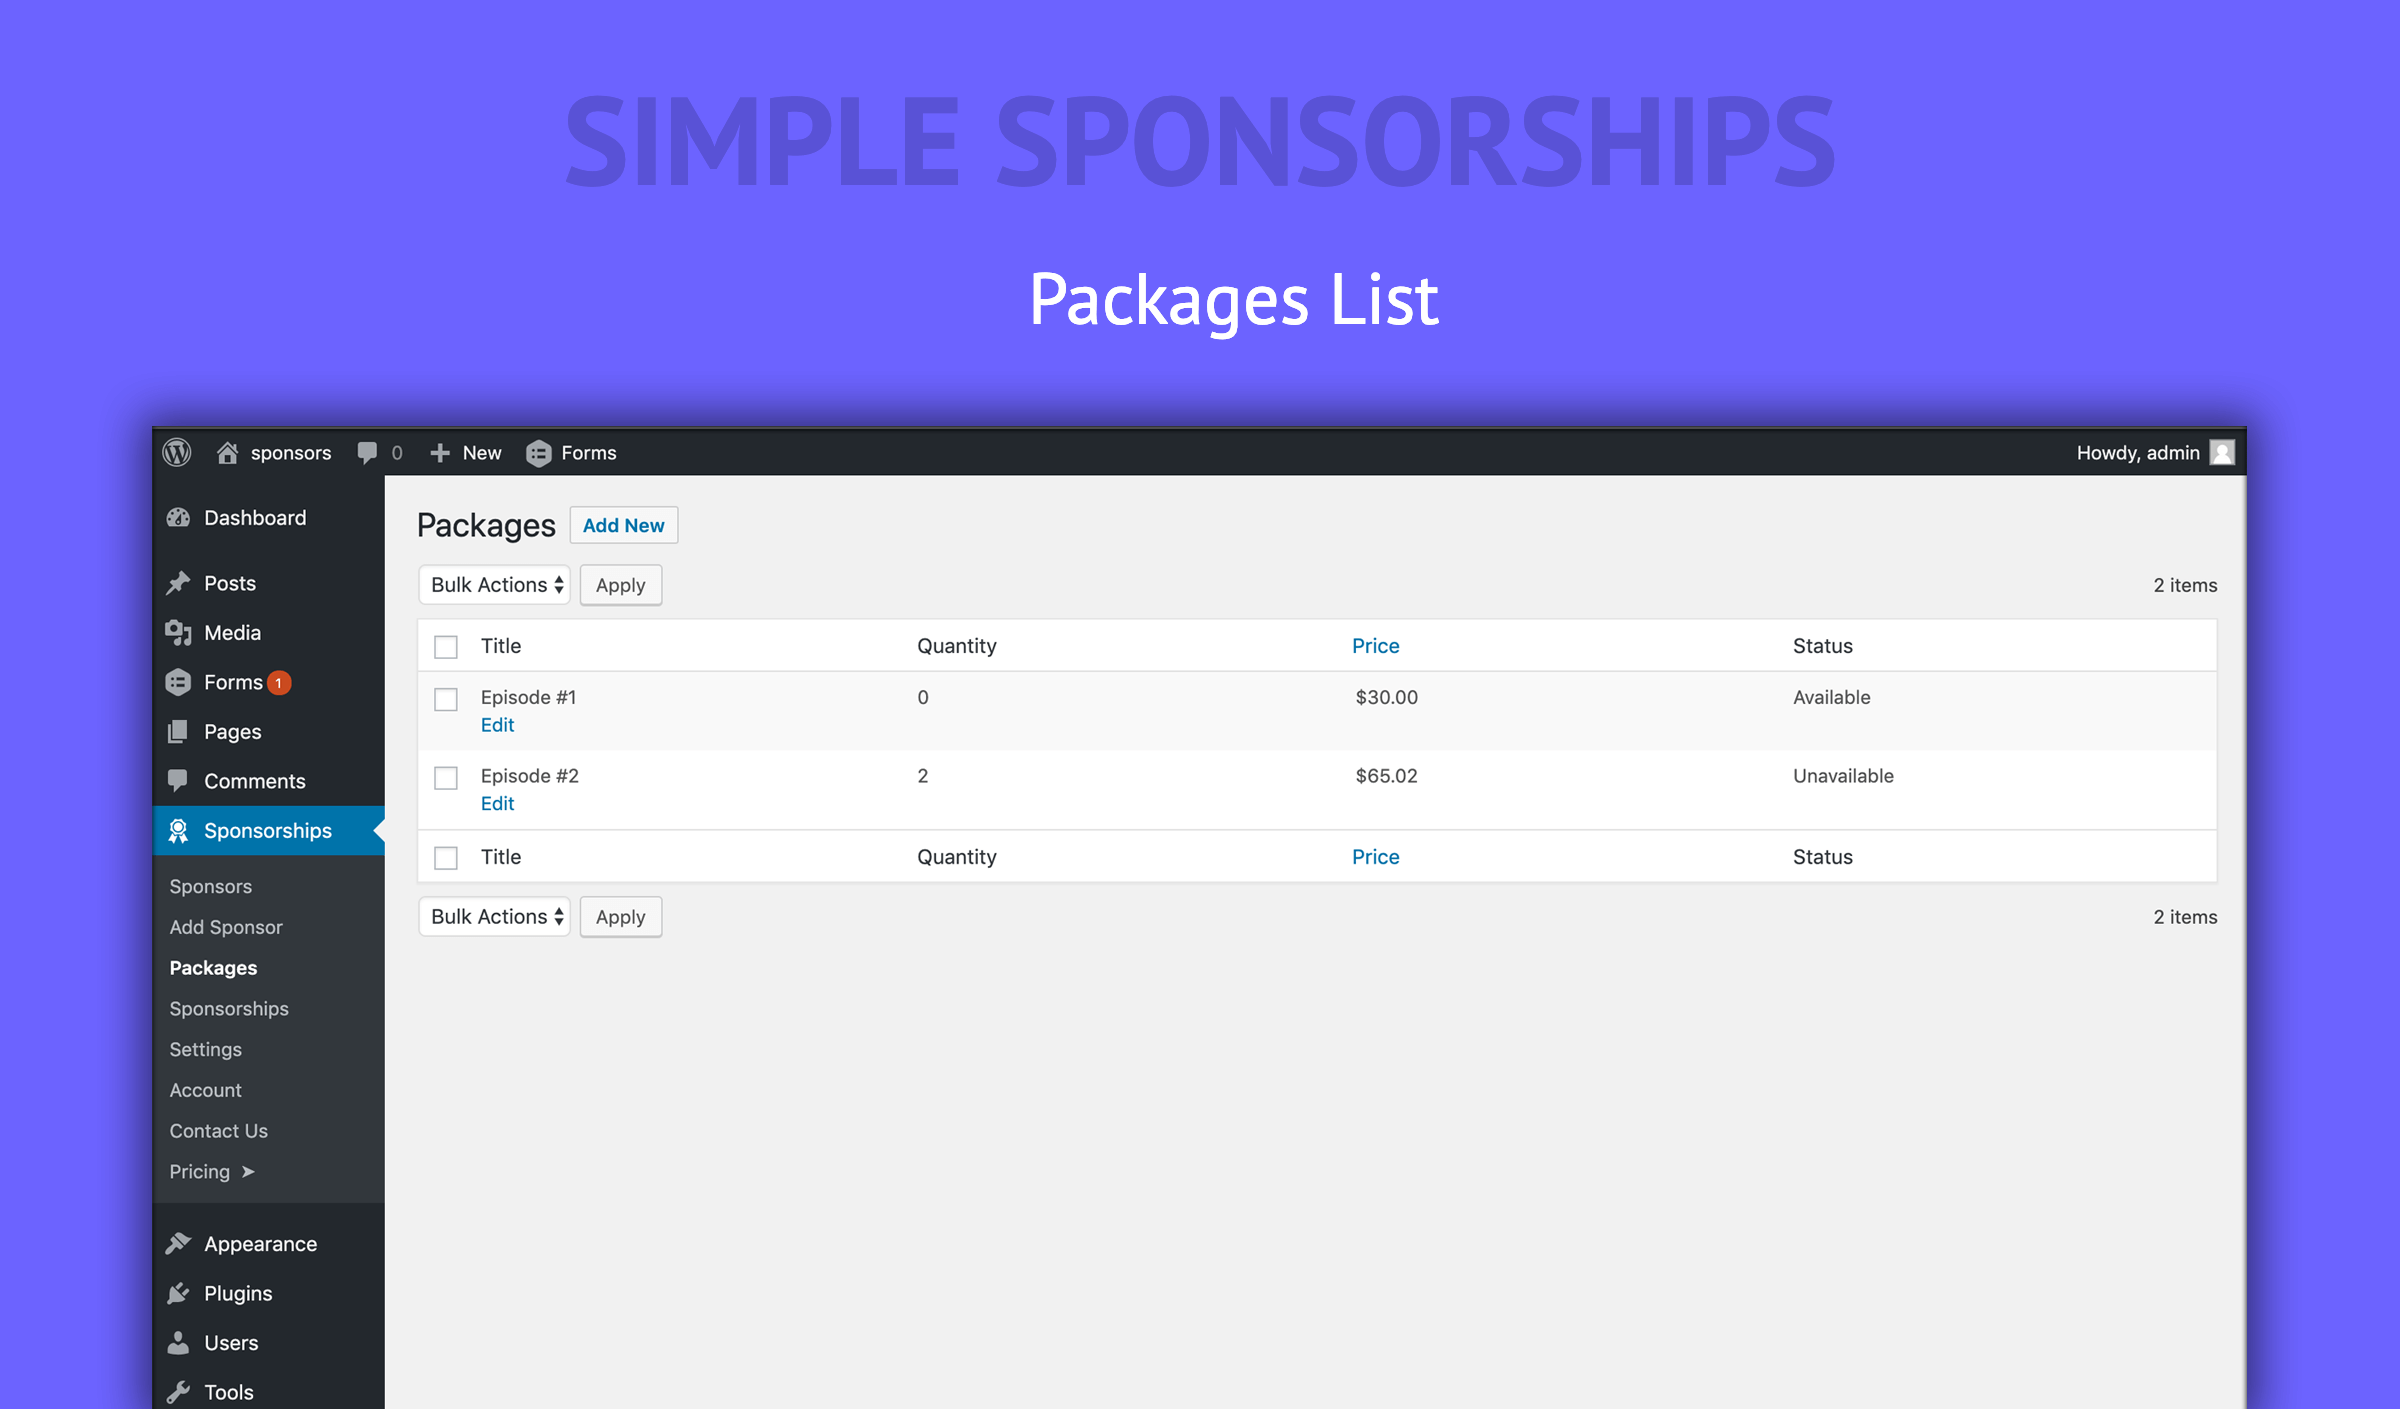 SIMPLE SPONSORSHIPS
Packages List
sponsors 0 New Forms Howdy, admin
Dashboard
Posts
Media
Forms 1
Pages
Comments
Sponsorships
Sponsors
Add Sponsor
Packages
Sponsorships
Settings
Account
Contact Us
Pricing ➤
Appearance
Plugins
Users
Tools
Packages Add New
Bulk Actions Apply 2 items
Title Quantity Price Status
Episode #1 0 $30.00 Available
Edit
Episode #2 2 $65.02 Unavailable
Edit
Title Quantity Price Status
Bulk Actions Apply 2 items